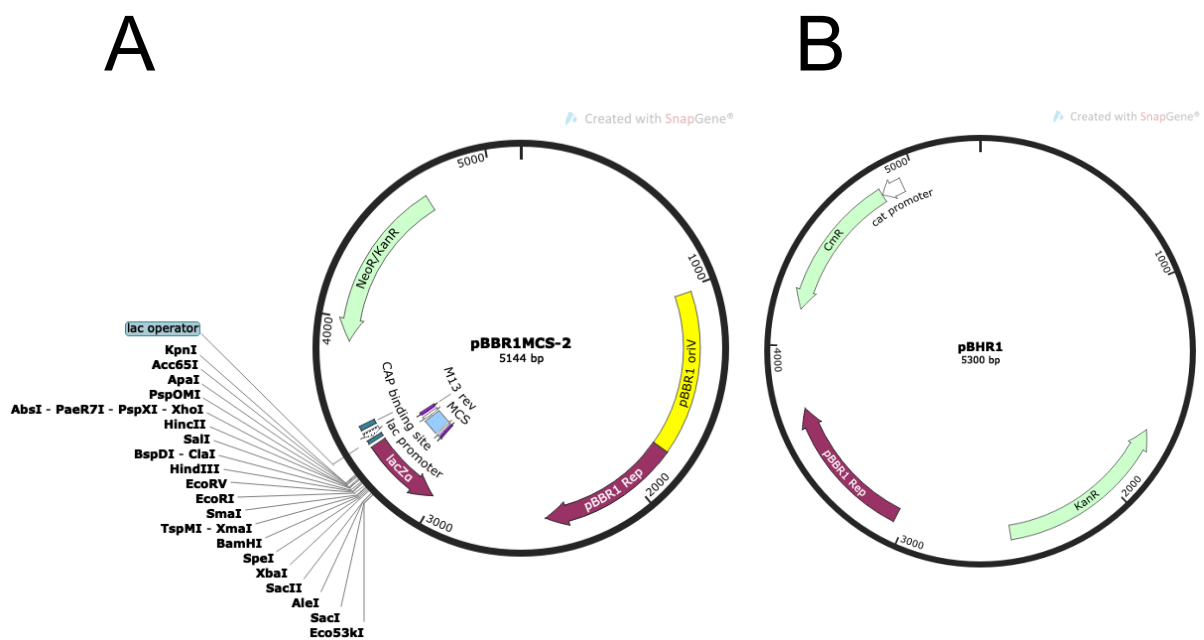 A
B
Created with SnapGene®
Created with SnapGene®
5000
1000
2000
3000
4000
NeoR/KanR
pBBR1 oriV
pBBR1 Rep
lacZα
CAP binding site
lac promoter
M13 rev
MCS
pBBR1MCS-2
5144 bp
lac operator
KpnI
Acc65I
ApaI
PspOMI
AbsI - PaeR7I - PspXI - XhoI
HincII
SalI
BspDI - ClaI
HindIII
EcoRV
EcoRI
SmaI
TspMI - XmaI
BamHI
SpeI
XbaI
SacII
AleI
SacI
Eco53kI
5000
1000
2000
3000
4000
cat promoter
CmR
pBHR1
5300 bp
pBBR1 Rep
KanR